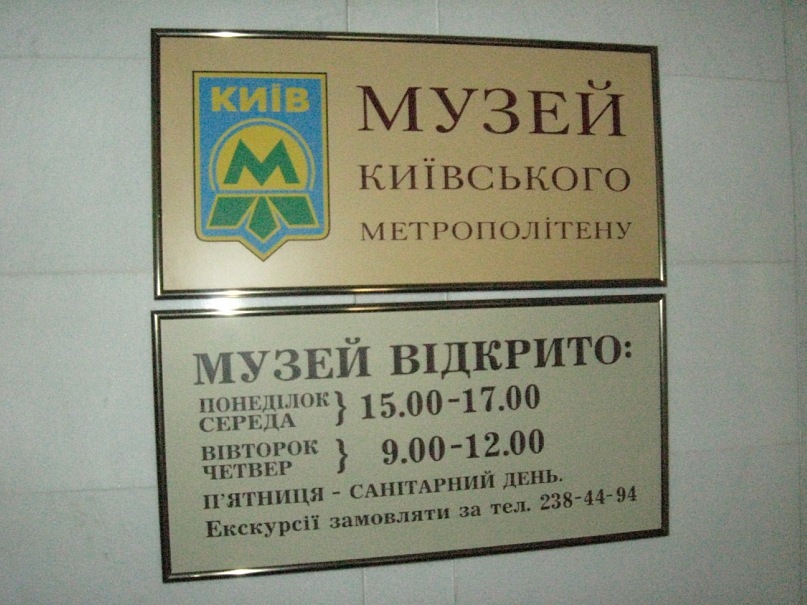 КИЇВ
М
МУЗЕЙ
КИЇВСЬКОГО
МЕТРОПОЛІТЕНУ
МУЗЕЙ ВІДКРИТО:
ПОНЕДІЛОК
СЕРЕДА } 15.00-17.00
ВІВТОРОК
ЧЕТВЕР } 9.00-12.00
П'ЯТНИЦЯ - САНІТАРНИЙ ДЕНЬ.
Екскурсії замовляти за тел. 238-44-94